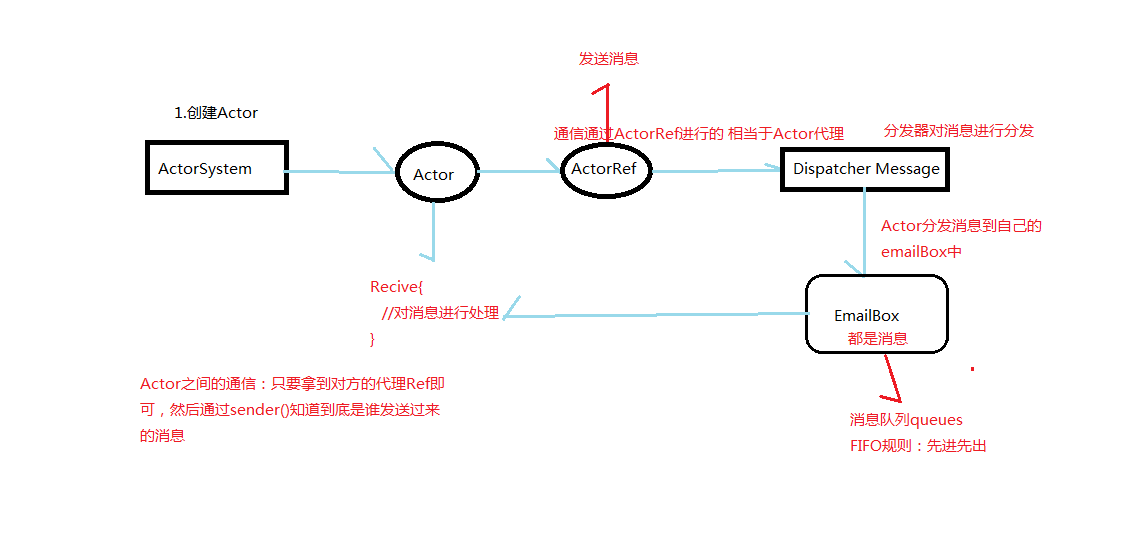 发送消息
1.创建Actor
通信通过ActorRef进行的 相当于Actor代理
分发器对消息进行分发
ActorSystem
Actor
ActorRef
Dispatcher Message
Actor分发消息到自己的
emailBox中
Recive{
//对消息进行处理
}
EmailBox
都是消息
Actor之间的通信：只要拿到对方的代理Ref即
可，然后通过sender()知道到底是谁发送过来
的消息
消息队列queues
FIFO规则：先进先出